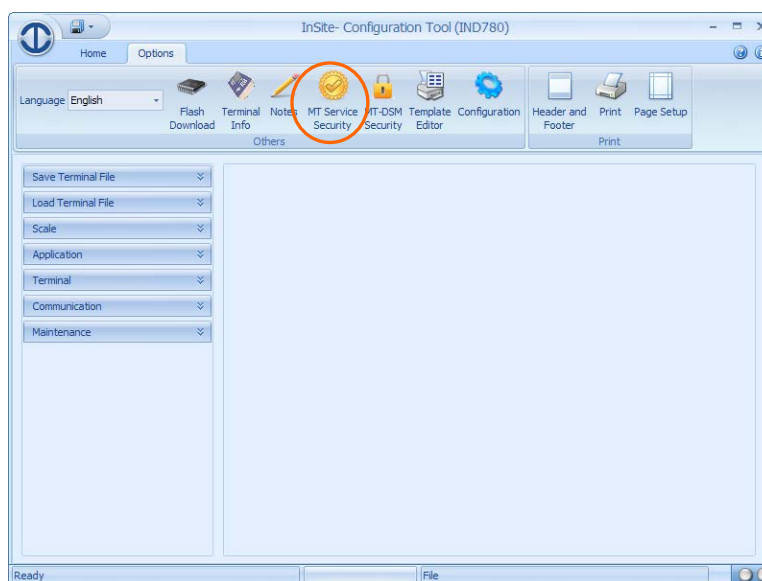 InSite- Configuration Tool (IND780)
Home Options
Language English
Flash Download
Terminal Info
Notes
MT Service Security
MT-DSM Security
Template Editor
Configuration
Header and Footer
Print
Page Setup
Others
Print
Save Terminal File
Load Terminal File
Scale
Application
Terminal
Communication
Maintenance
Ready
File